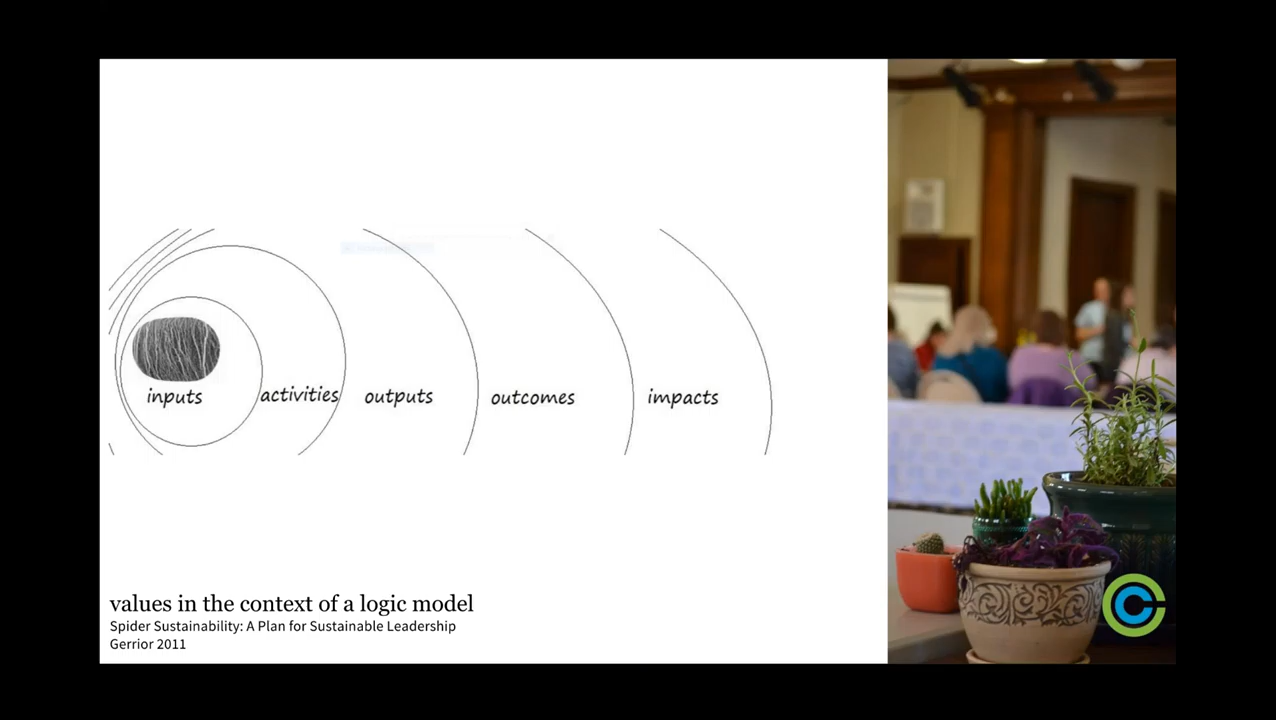 inputs activities outputs outcomes impacts
values in the context of a logic model
Spider Sustainability: A Plan for Sustainable Leadership
Gerrior 2011